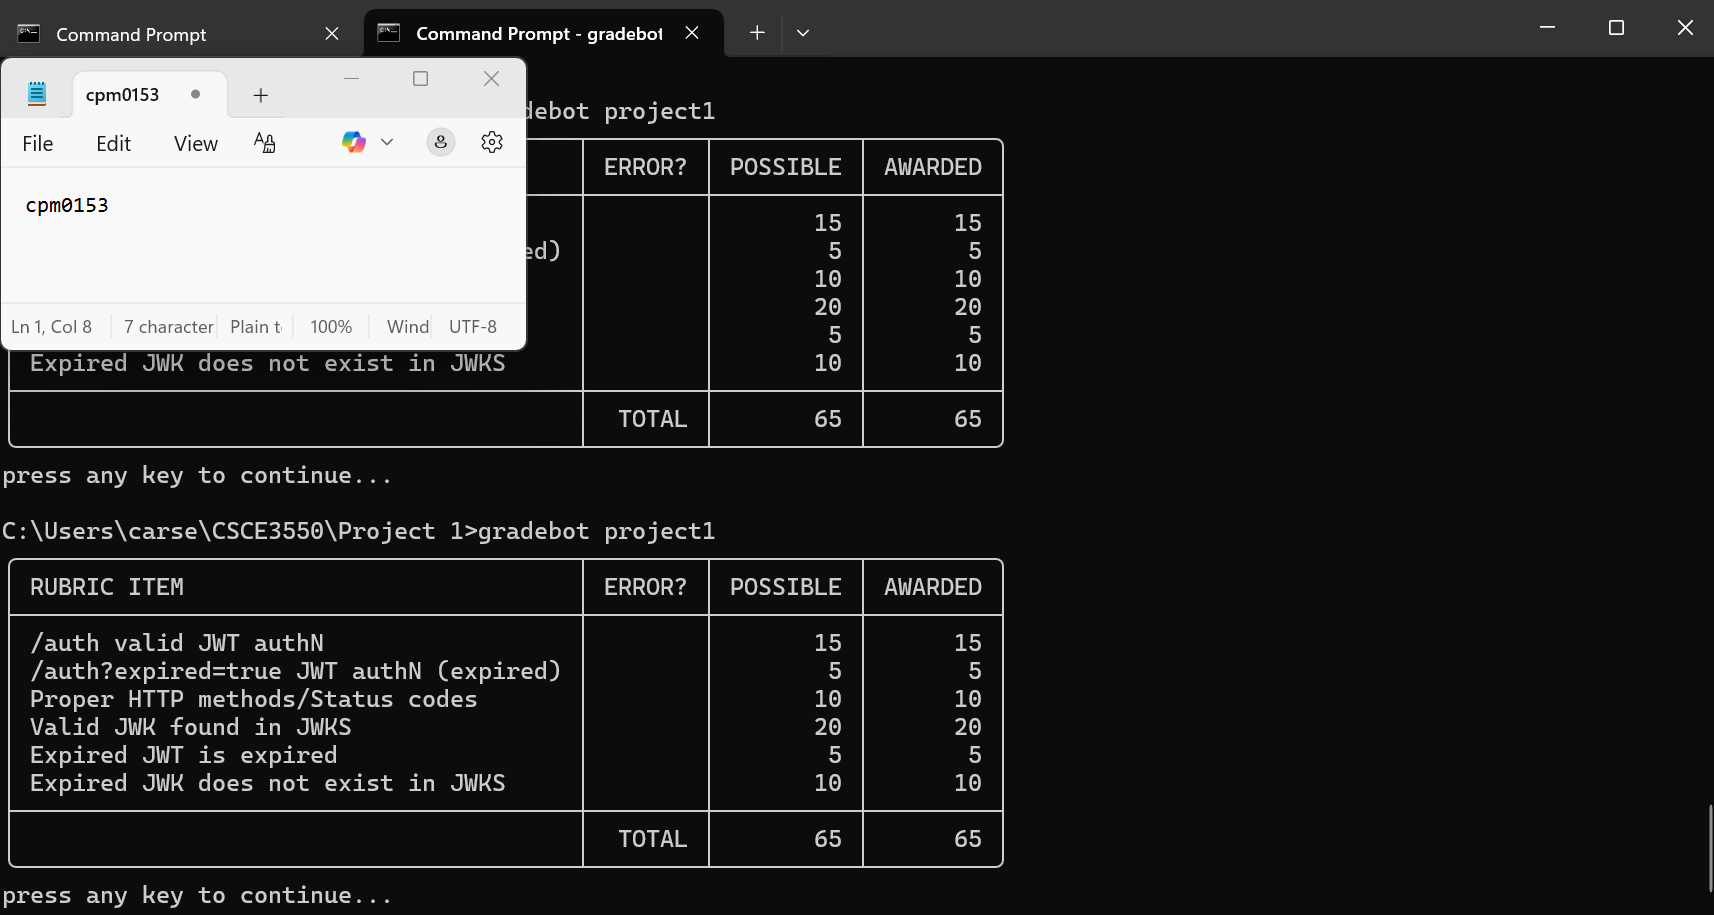 Command Prompt
Command Prompt - gradebot
cpm0153
File Edit View
cpm0153
Ln 1, Col 8 7 character Plain t 100% Wind UTF-8
debot project1
ERROR? POSSIBLE AWARDED
15 15
ed) 5 5
10 10
20 20
5 5
Expired JWK does not exist in JWKS 10 10
TOTAL 65 65
press any key to continue...
C:\Users\carse\CSCE3550\Project 1>gradebot project1
RUBRIC ITEM ERROR? POSSIBLE AWARDED
/auth valid JWT authN 15 15
/auth?expired=true JWT authN (expired) 5 5
Proper HTTP methods/Status codes 10 10
Valid JWK found in JWKS 20 20
Expired JWT is expired 5 5
Expired JWK does not exist in JWKS 10 10
TOTAL 65 65
press any key to continue...